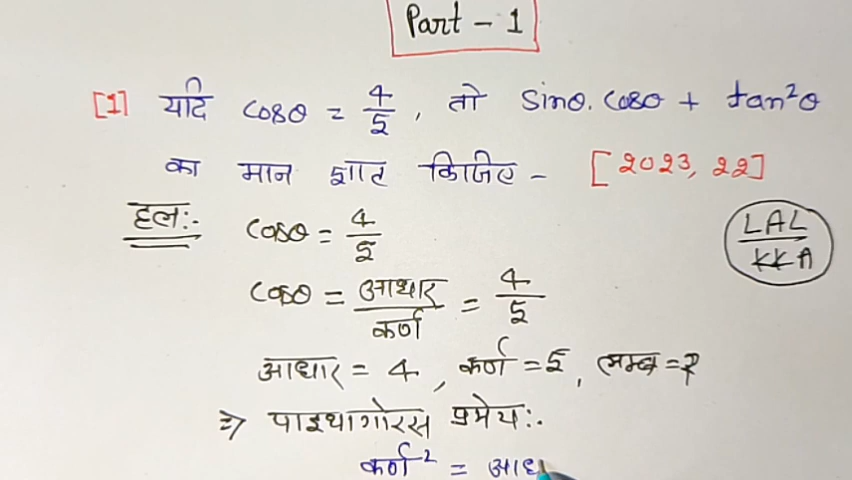 Part - 1
[1] यदि cosθ = 4/5, तो sinθ.cosθ + tan²θ
का मान ज्ञात किजिए - [2023, 22]
हलः- cosθ = 4/5
LAL
KKA
cosθ = आधार/कर्ण = 4/5
आधार = 4, कर्ण = 5, लम्ब = ?
⇒ पाइथागोरस प्रमेय:-
कर्ण² = आध